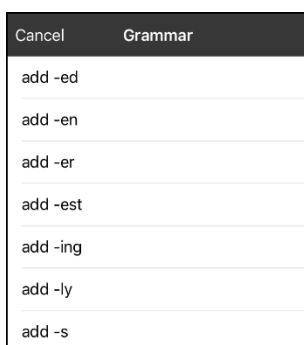 Cancel Grammar
add -ed
add -en
add -er
add -est
add -ing
add -ly
add -s